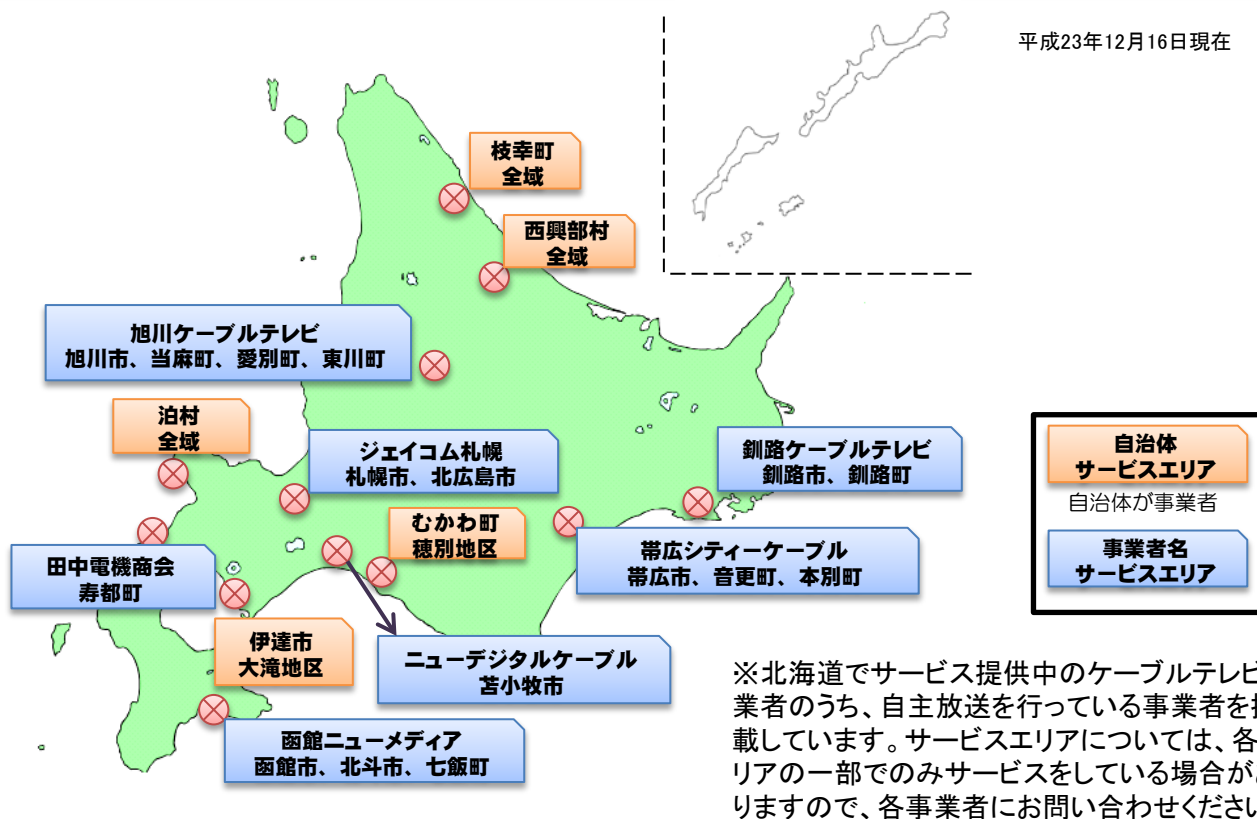 平成23年12月16日現在
枝幸町
全域
西興部村
全域
旭川ケーブルテレビ
旭川市、当麻町、愛別町、東川町
泊村
全域
ジェイコム札幌
札幌市、北広島市
釧路ケーブルテレビ
釧路市、釧路町
自治体
サービスエリア
自治体が事業者
事業者名
サービスエリア
むかわ町
穂別地区
帯広シティーケーブル
帯広市、音更町、本別町
田中電機商会
寿都町
伊達市
大滝地区
ニューデジタルケーブル
苫小牧市
函館ニューメディア
函館市、北斗市、七飯町
※北海道でサービス提供中のケーブルテレビ
業者のうち、自主放送を行っている事業者を
載しています。サービスエリアについては、各
リアの一部でのみサービスをしている場合が
りますので、各事業者にお問い合わせください